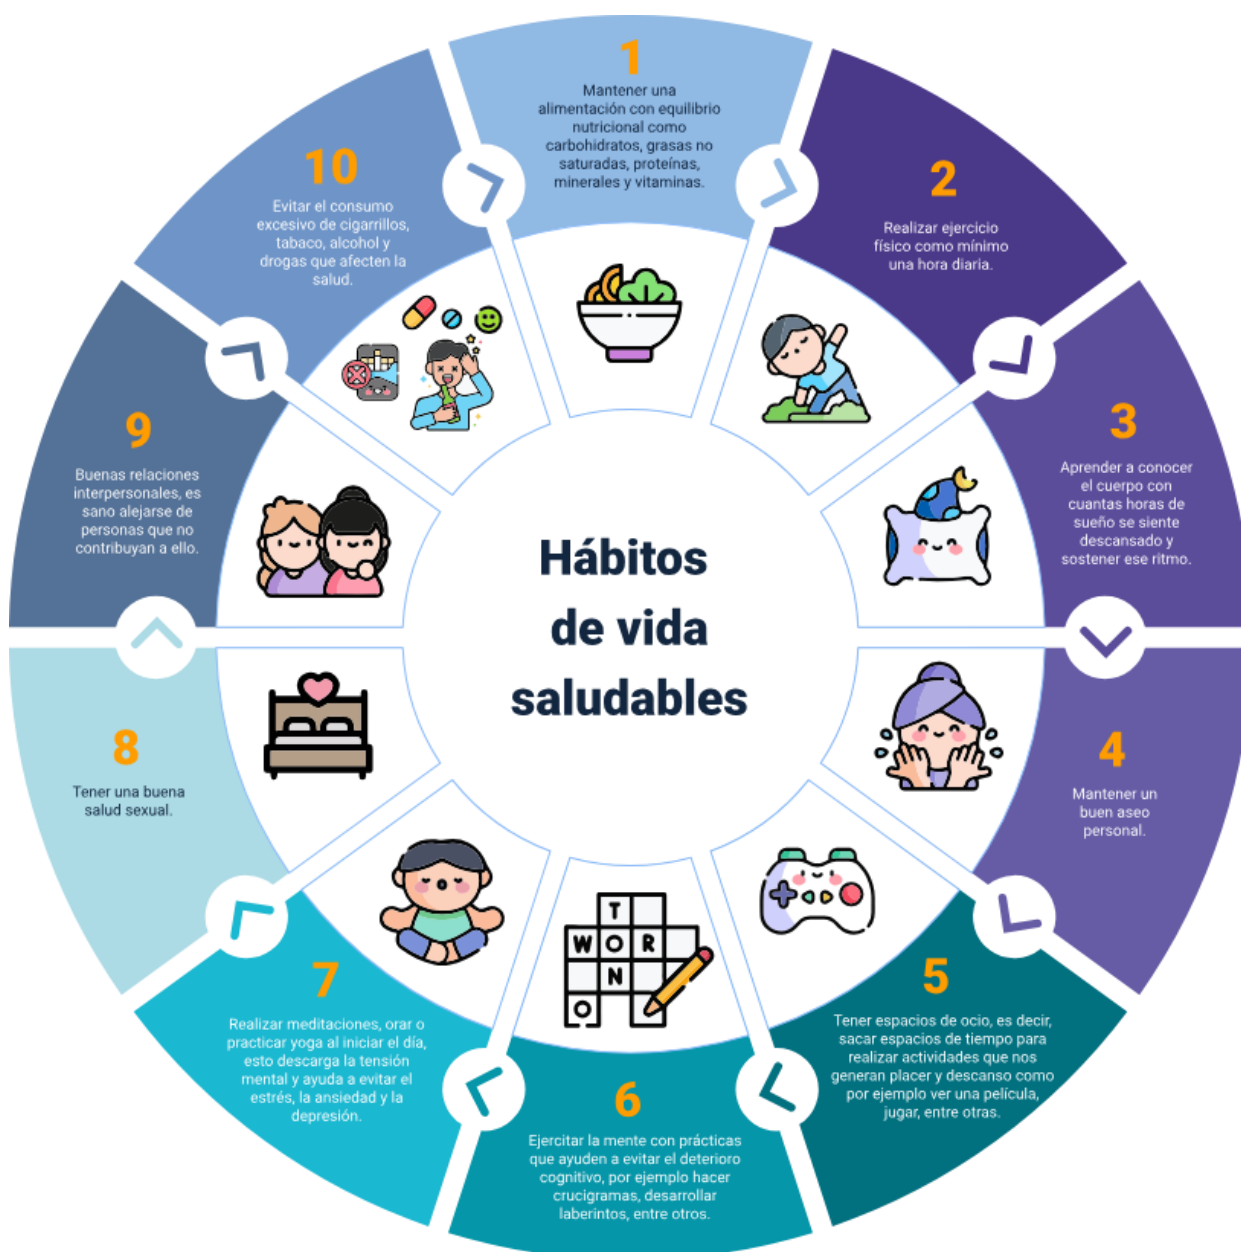 Hábitos
de vida
saludables
1
Mantener una
alimentación con equilibrio
nutricional como
carbohidratos, grasas no
saturadas, proteínas,
minerales y vitaminas.
2
Realizar ejercicio
físico como mínimo
una hora diaria.
3
Aprender a conocer
el cuerpo con
cuantas horas de
sueño se siente
descansado y
sostener ese ritmo.
4
Mantener un
buen aseo
personal.
5
Tener espacios de ocio, es decir,
sacar espacios de tiempo para
realizar actividades que nos
generan placer y descanso como
por ejemplo ver una película,
jugar, entre otras.
6
Ejercitar la mente con prácticas
que ayuden a evitar el deterioro
cognitivo, por ejemplo hacer
crucigramas, desarrollar
laberintos, entre otros.
T
W O R
N
O
7
Realizar meditaciones, orar o
practicar yoga al iniciar el día,
esto descarga la tensión
mental y ayuda a evitar el
estrés, la ansiedad y la
depresión.
8
Tener una buena
salud sexual.
9
Buenas relaciones
interpersonales, es
sano alejarse de
personas que no
contribuyan a ello.
10
Evitar el consumo
excesivo de cigarrillos,
tabaco, alcohol y
drogas que afecten la
salud.